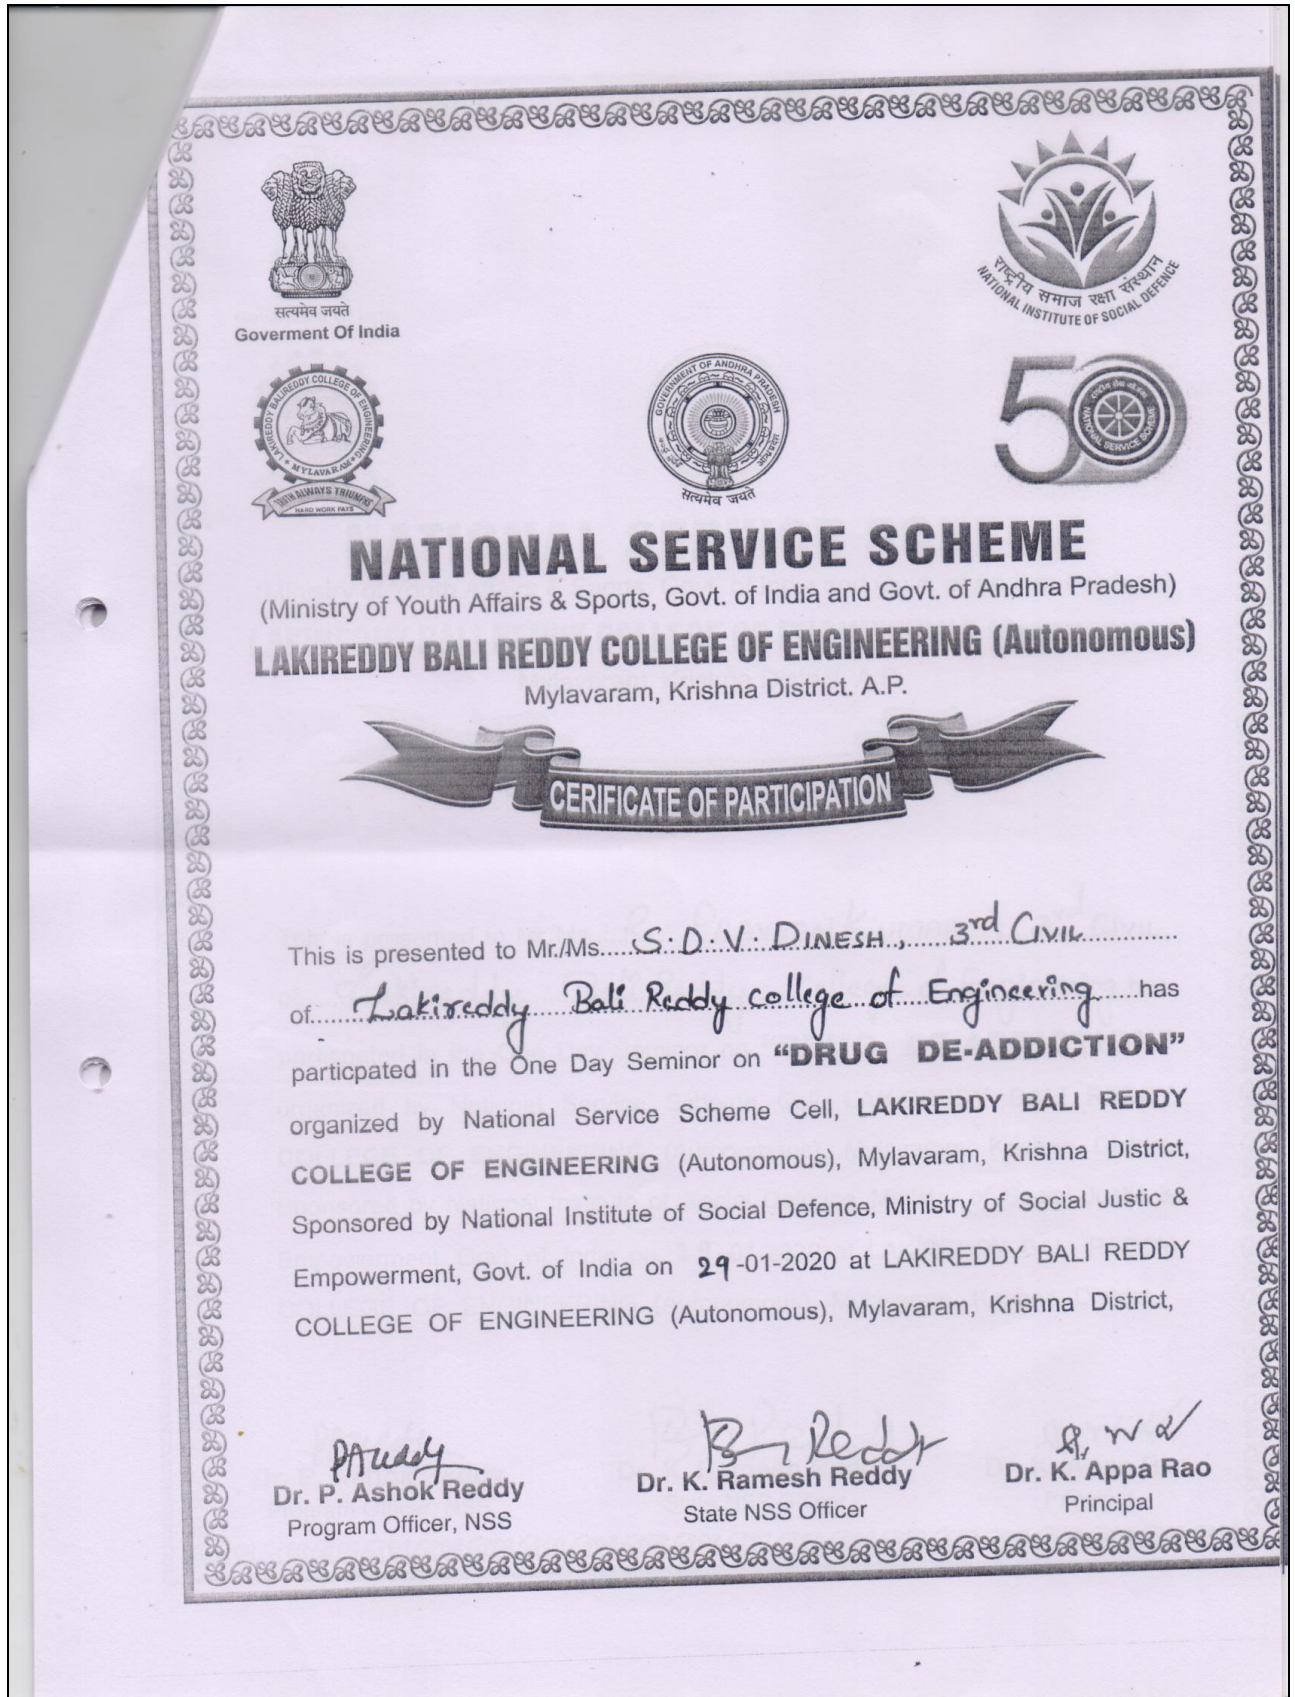 सत्यमेव जयते
Goverment Of India
राष्ट्रीय समाज रक्षा संस्थान
NATIONAL INSTITUTE OF SOCIAL DEFENCE
LAKIREDDY BALIREDDY COLLEGE OF ENGINEERING
MYLAVARAM
TRUTH ALWAYS TRIUMPHS
HARD WORK PAYS
GOVERNMENT OF ANDHRA PRADESH
सत्यमेव जयते
50
NATIONAL SERVICE SCHEME
NATIONAL SERVICE SCHEME
(Ministry of Youth Affairs & Sports, Govt. of India and Govt. of Andhra Pradesh)
LAKIREDDY BALI REDDY COLLEGE OF ENGINEERING (Autonomous)
Mylavaram, Krishna District. A.P.
CERIFICATE OF PARTICIPATION
This is presented to Mr./Ms.....S.D.V.DINESH, 3rd CIVIL
of.....Lakireddy Bali Reddy college of Engineering.....has
particpated in the One Day Seminor on “DRUG DE-ADDICTION”
organized by National Service Scheme Cell, LAKIREDDY BALI REDDY
COLLEGE OF ENGINEERING (Autonomous), Mylavaram, Krishna District,
Sponsored by National Institute of Social Defence, Ministry of Social Justic &
Empowerment, Govt. of India on 29-01-2020 at LAKIREDDY BALI REDDY
COLLEGE OF ENGINEERING (Autonomous), Mylavaram, Krishna District,
PAreddy
Dr. P. Ashok Reddy
Program Officer, NSS
Reddy
Dr. K. Ramesh Reddy
State NSS Officer
Dr. K. Appa Rao
Principal